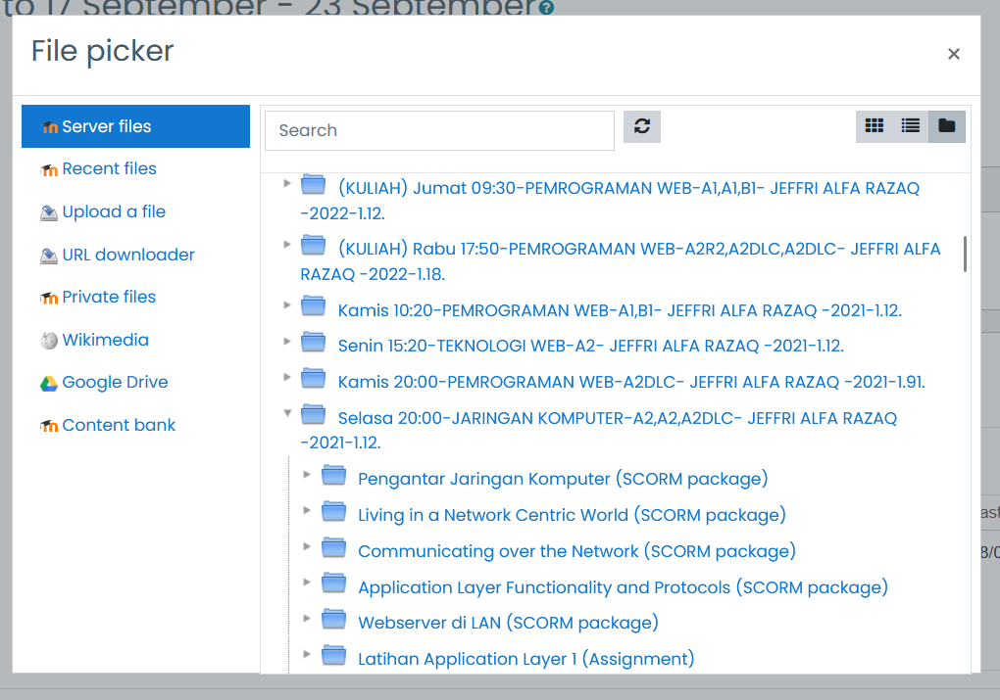 to 17 September - 23 September
File picker
Server files
Recent files
Upload a file
URL downloader
Private files
Wikimedia
Google Drive
Content bank
Search
(KULIAH) Jumat 09:30-PEMROGRAMAN WEB-A1,A1,B1- JEFFRI ALFA RAZAQ
-2022-1.12.
(KULIAH) Rabu 17:50-PEMROGRAMAN WEB-A2R2,A2DLC,A2DLC- JEFFRI ALFA
RAZAQ -2022-1.18.
Kamis 10:20-PEMROGRAMAN WEB-A1,B1- JEFFRI ALFA RAZAQ -2021-1.12.
Senin 15:20-TEKNOLOGI WEB-A2- JEFFRI ALFA RAZAQ -2021-1.12.
Kamis 20:00-PEMROGRAMAN WEB-A2DLC- JEFFRI ALFA RAZAQ -2021-1.91.
Selasa 20:00-JARINGAN KOMPUTER-A2,A2,A2DLC- JEFFRI ALFA RAZAQ
-2021-1.12.
Pengantar Jaringan Komputer (SCORM package)
Living in a Network Centric World (SCORM package)
Communicating over the Network (SCORM package)
Application Layer Functionality and Protocols (SCORM package)
Webserver di LAN (SCORM package)
Latihan Application Layer 1 (Assignment)